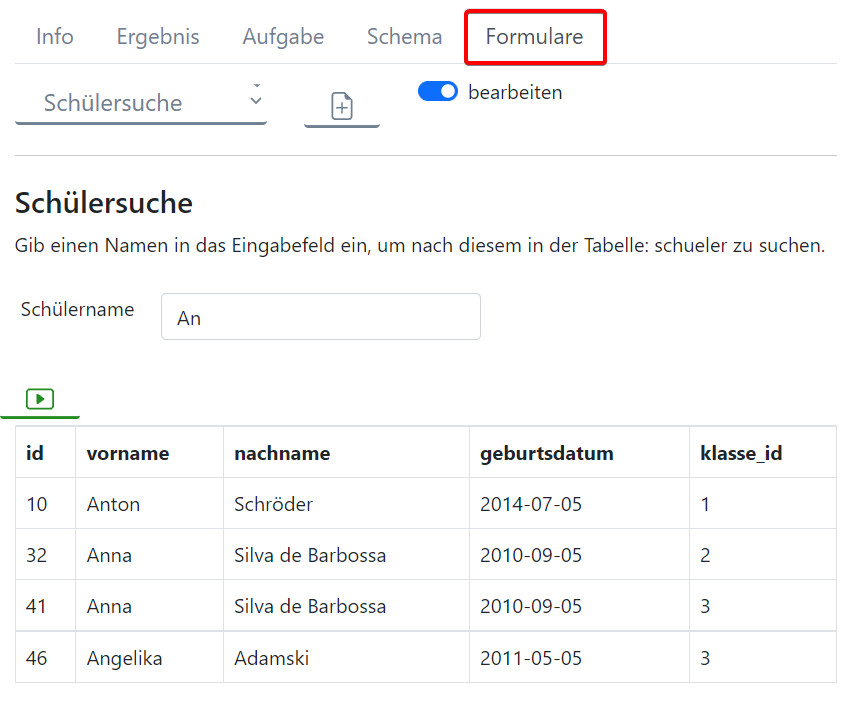 Info Ergebnis Aufgabe Schema Formulare
Schülersuche bearbeiten
Schülersuche
Gib einen Namen in das Eingabefeld ein, um nach diesem in der Tabelle: schueler zu suchen.
Schülername An
id vorname nachname geburtsdatum klasse_id
10 Anton Schröder 2014-07-05 1
32 Anna Silva de Barbossa 2010-09-05 2
41 Anna Silva de Barbossa 2010-09-05 3
46 Angelika Adamski 2011-05-05 3